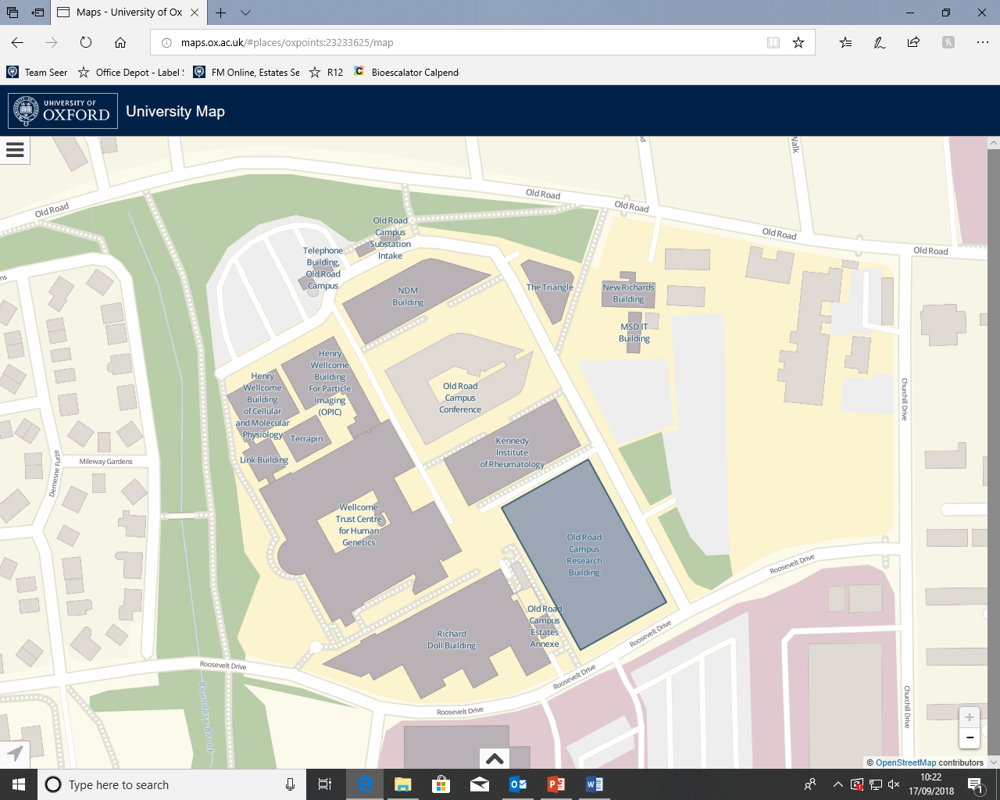 Maps - University of Ox
maps.ox.ac.uk/#places/oxpoints:23233625/map
Team Seer
Office Depot - Label S
FM Online, Estates Se
R12
Bioescalator Calpend
UNIVERSITY OF
OXFORD
University Map
Walk
Old Road
Old Road
Old Road
Old Road
Old Road
Old Road
Campus
Substation
Intake
Telephone
Building,
Old Road
Campus
NDM
Building
The Triangle
New Richards
Building
MSD IT
Building
Henry
Wellcome
Building
For Particle
Imaging
(OPIC)
Henry
Wellcome
Building
of Cellular
and Molecular
Physiology
Old Road
Campus
Conference
Terrapin
Link Building
Kennedy
Institute
of Rheumatology
Churchill Drive
Mileway Gardens
Demesne Furze
Wellcome
Trust Centre
for Human
Genetics
Old Road
Campus
Research
Building
Roosevelt Drive
Old Road
Campus
Estates
Annexe
Richard
Doll Building
Roosevelt Drive
Roosevelt Drive
Roosevelt Drive
Roosevelt Drive
Boundary Brook
Churchill Drive
+
−
© OpenStreetMap contributors
Type here to search
10:22
17/09/2018
1